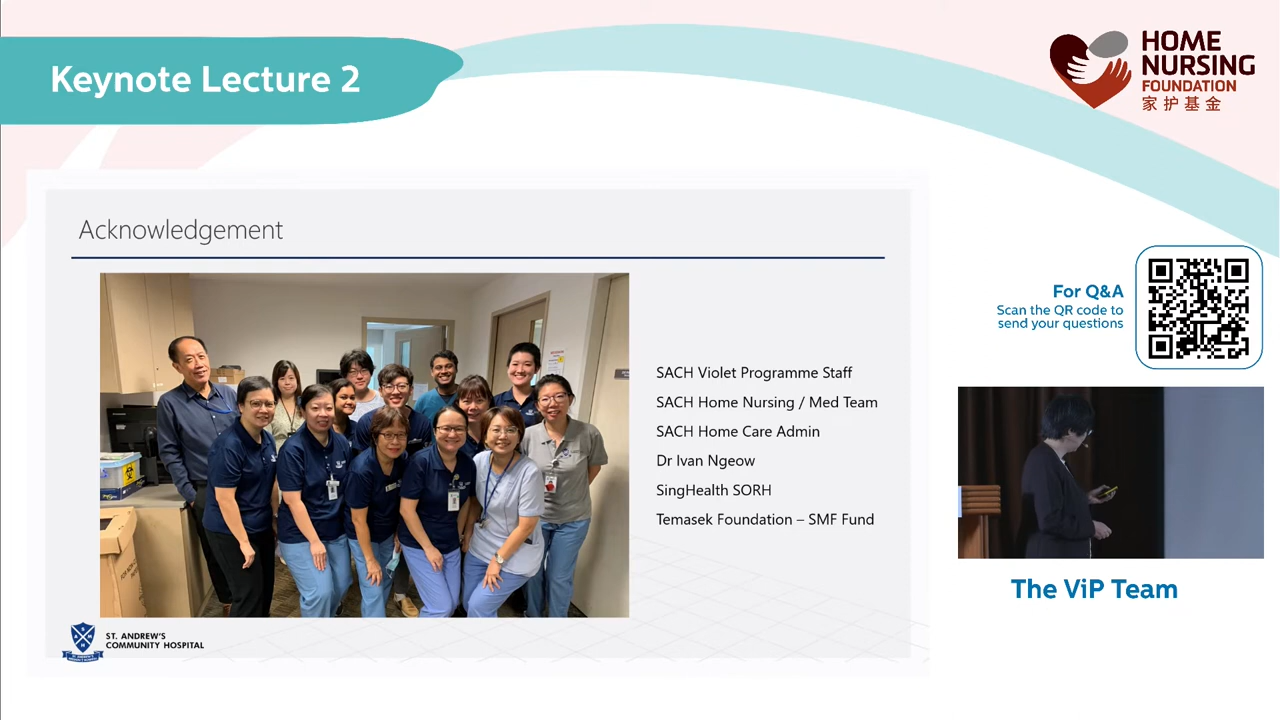 Keynote Lecture 2
HOME
NURSING
FOUNDATION
家护基金
Acknowledgement
SACH Violet Programme Staff
SACH Home Nursing / Med Team
SACH Home Care Admin
Dr Ivan Ngeow
SingHealth SORH
Temasek Foundation – SMF Fund
ST. ANDREW'S
COMMUNITY HOSPITAL
For Q&A
Scan the QR code to
send your questions
The ViP Team